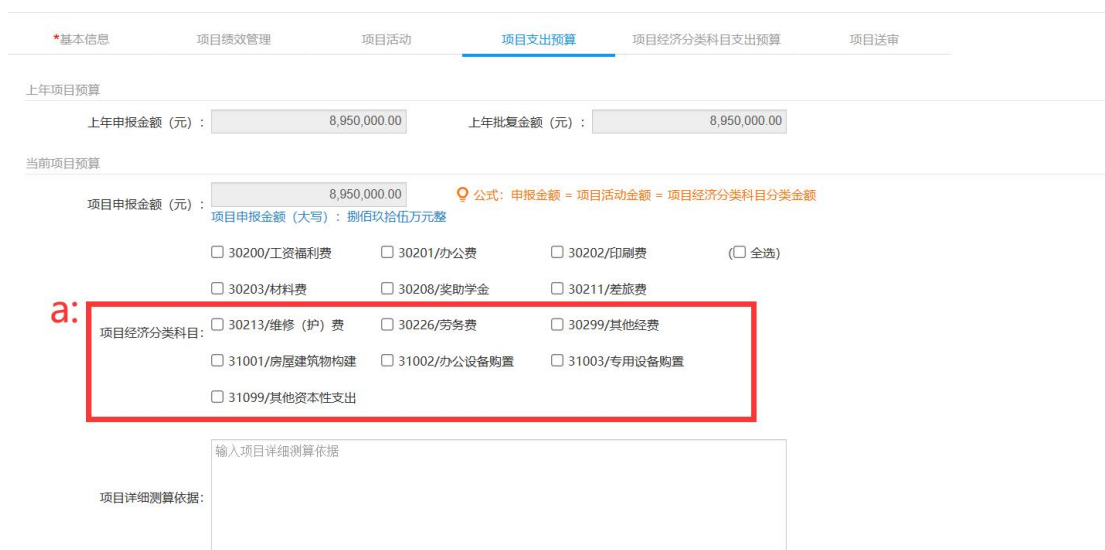 *基本信息 项目绩效管理 项目活动 项目支出预算 项目经济分类科目支出预算 项目送审
上年项目预算
上年申报金额（元）: 8,950,000.00 上年批复金额（元）: 8,950,000.00
当前项目预算
项目申报金额（元）: 8,950,000.00 公式：申报金额 = 项目活动金额 = 项目经济分类科目分类金额
项目申报金额（大写）：捌佰玖拾伍万元整
30200/工资福利费 30201/办公费 30202/印刷费 (全选)
30203/材料费 30208/奖助学金 30211/差旅费
a:
项目经济分类科目: 30213/维修（护）费 30226/劳务费 30299/其他经费
31001/房屋建筑物构建 31002/办公设备购置 31003/专用设备购置
31099/其他资本性支出
输入项目详细测算依据
项目详细测算依据: